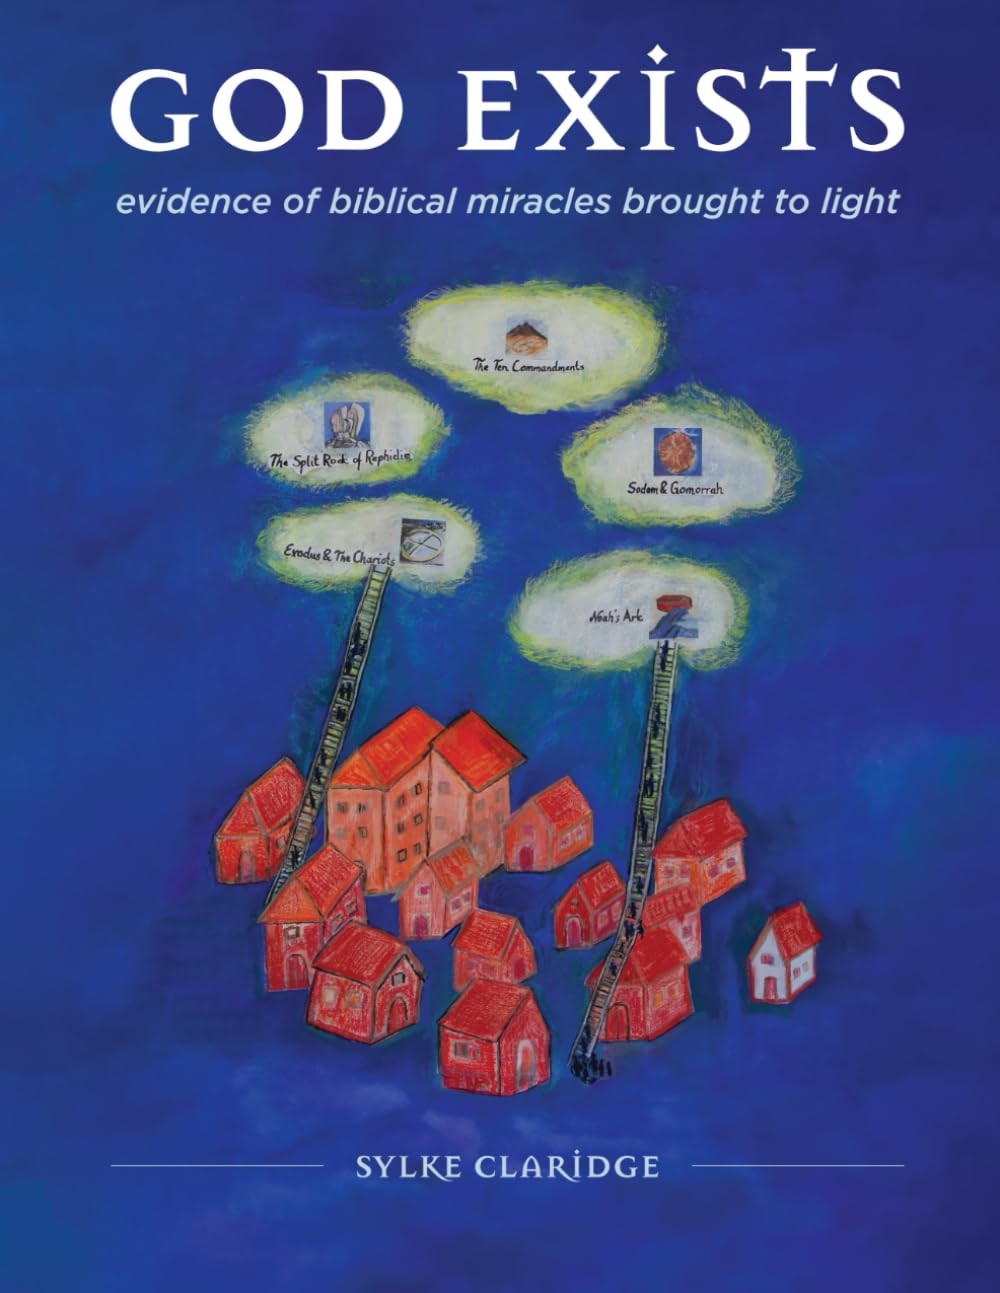 GOD EXISTS
evidence of biblical miracles brought to light
The Ten Commandments
The Split Rock of Rephidim
Sodom & Gomorrah
Exodus & The Chariots
Noah's Ark
SYLKE CLARIDGE